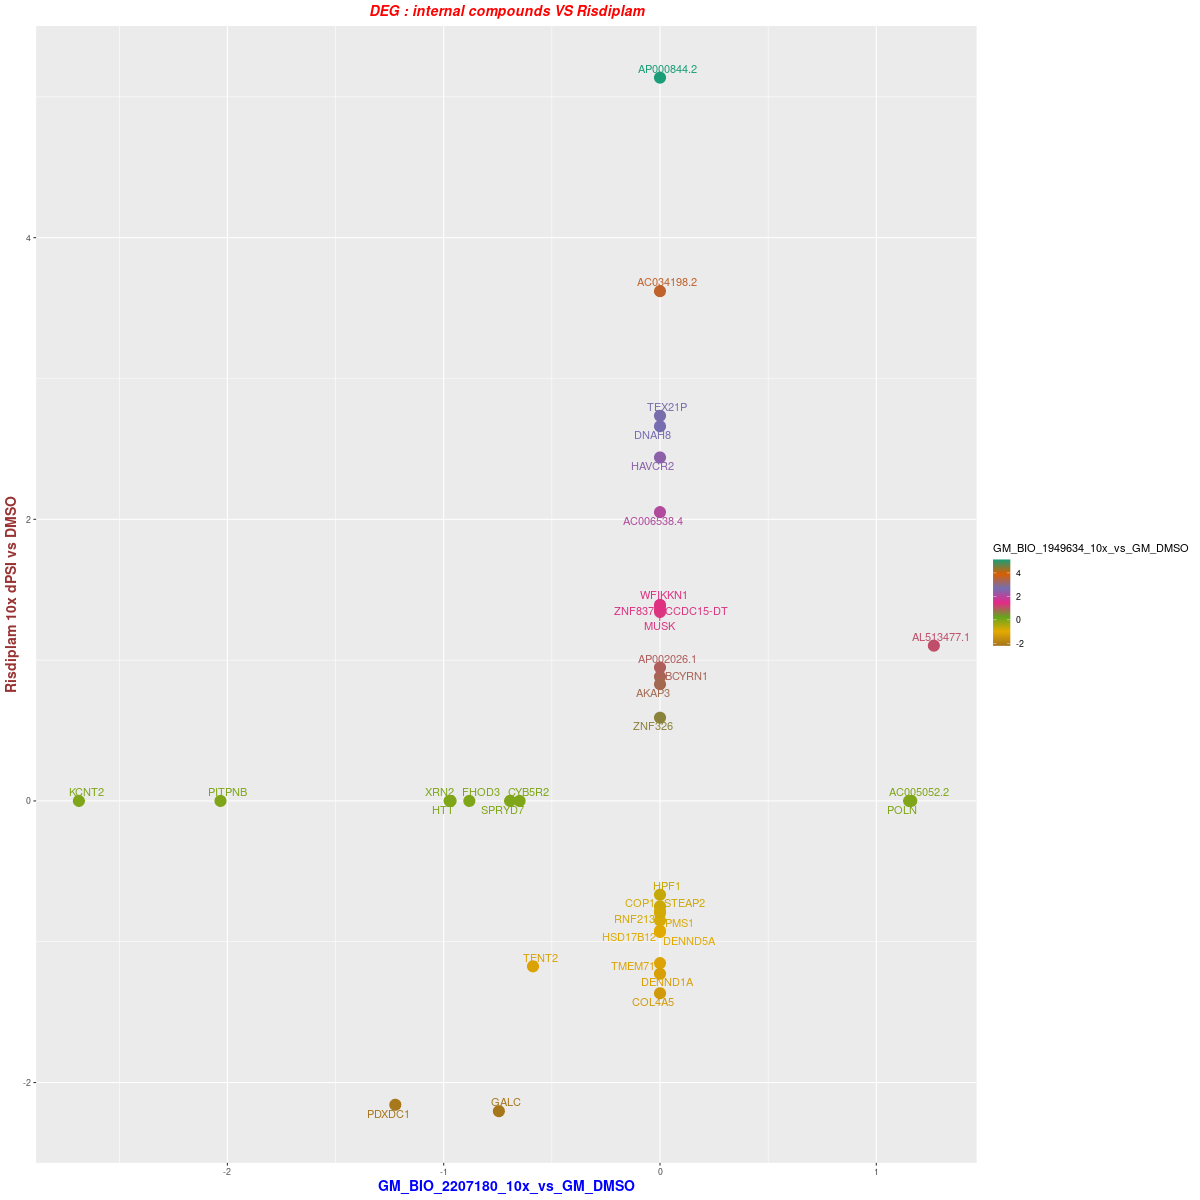 DEG : internal compounds VS Risdiplam
AP000844.2
4
AC034198.2
TEX21P
DNAH8
HAVCR2
2
AC006538.4
GM_BIO_1949634_10x_vs_GM_DMSO
4
2
0
-2
WFIKKN1
ZNF837 CCDC15-DT
MUSK
AL513477.1
AP002026.1
BCYRN1
AKAP3
ZNF326
Risdiplam 10x dPSI vs DMSO
0
KCNT2 PITPNB XRN2 FHOD3 CYB5R2 AC005052.2
HTT SPRYD7 POLN
HPF1
COP1 STEAP2
RNF213 PMS1
HSD17B12 DENND5A
TENT2
TMEM71
DENND1A
COL4A5
-2
GALC
PDXDC1
-2 -1 0 1
GM_BIO_2207180_10x_vs_GM_DMSO